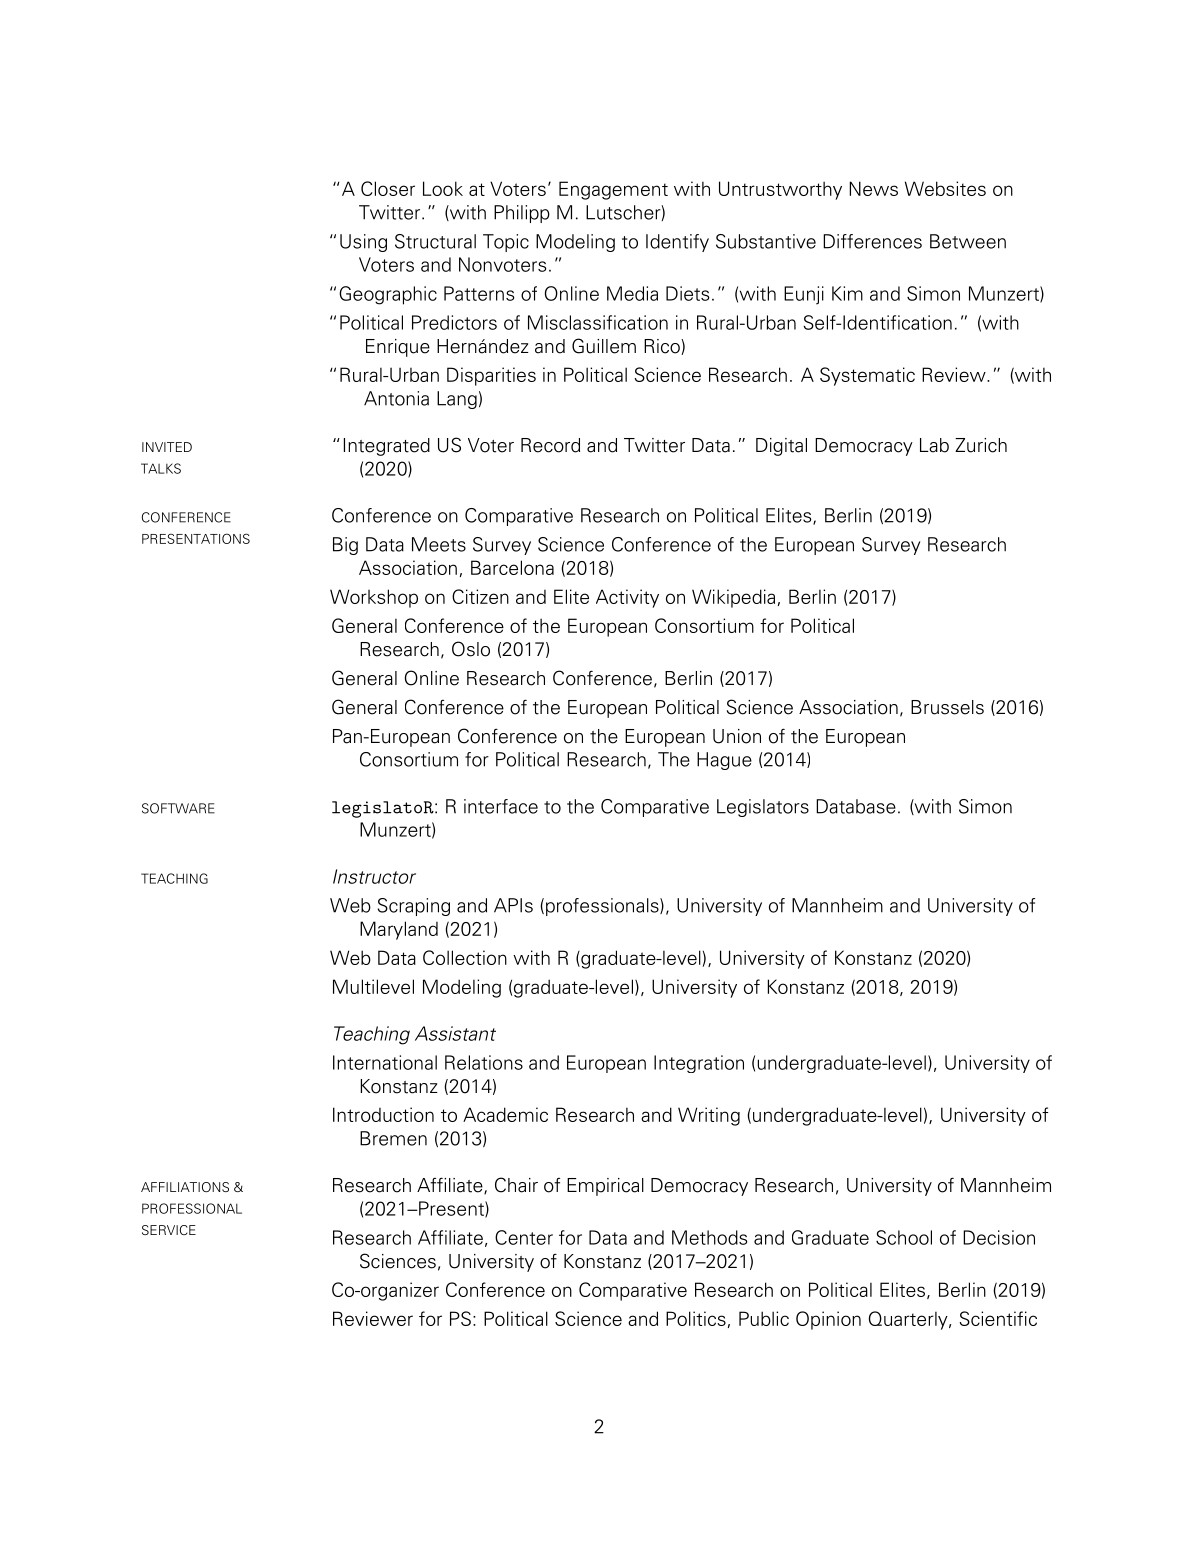 “A Closer Look at Voters’ Engagement with Untrustworthy News Websites on
Twitter.” (with Philipp M. Lutscher)
“Using Structural Topic Modeling to Identify Substantive Differences Between
Voters and Nonvoters.”
“Geographic Patterns of Online Media Diets.” (with Eunji Kim and Simon Munzert)
“Political Predictors of Misclassification in Rural-Urban Self-Identification.” (with
Enrique Hernández and Guillem Rico)
“Rural-Urban Disparities in Political Science Research. A Systematic Review.” (with
Antonia Lang)
INVITED
TALKS
“Integrated US Voter Record and Twitter Data.” Digital Democracy Lab Zurich
(2020)
CONFERENCE
PRESENTATIONS
Conference on Comparative Research on Political Elites, Berlin (2019)
Big Data Meets Survey Science Conference of the European Survey Research
Association, Barcelona (2018)
Workshop on Citizen and Elite Activity on Wikipedia, Berlin (2017)
General Conference of the European Consortium for Political
Research, Oslo (2017)
General Online Research Conference, Berlin (2017)
General Conference of the European Political Science Association, Brussels (2016)
Pan-European Conference on the European Union of the European
Consortium for Political Research, The Hague (2014)
SOFTWARE
legislatoR: R interface to the Comparative Legislators Database. (with Simon
Munzert)
TEACHING
Instructor
Web Scraping and APIs (professionals), University of Mannheim and University of
Maryland (2021)
Web Data Collection with R (graduate-level), University of Konstanz (2020)
Multilevel Modeling (graduate-level), University of Konstanz (2018, 2019)
Teaching Assistant
International Relations and European Integration (undergraduate-level), University of
Konstanz (2014)
Introduction to Academic Research and Writing (undergraduate-level), University of
Bremen (2013)
AFFILIATIONS &
PROFESSIONAL
SERVICE
Research Affiliate, Chair of Empirical Democracy Research, University of Mannheim
(2021–Present)
Research Affiliate, Center for Data and Methods and Graduate School of Decision
Sciences, University of Konstanz (2017–2021)
Co-organizer Conference on Comparative Research on Political Elites, Berlin (2019)
Reviewer for PS: Political Science and Politics, Public Opinion Quarterly, Scientific
2